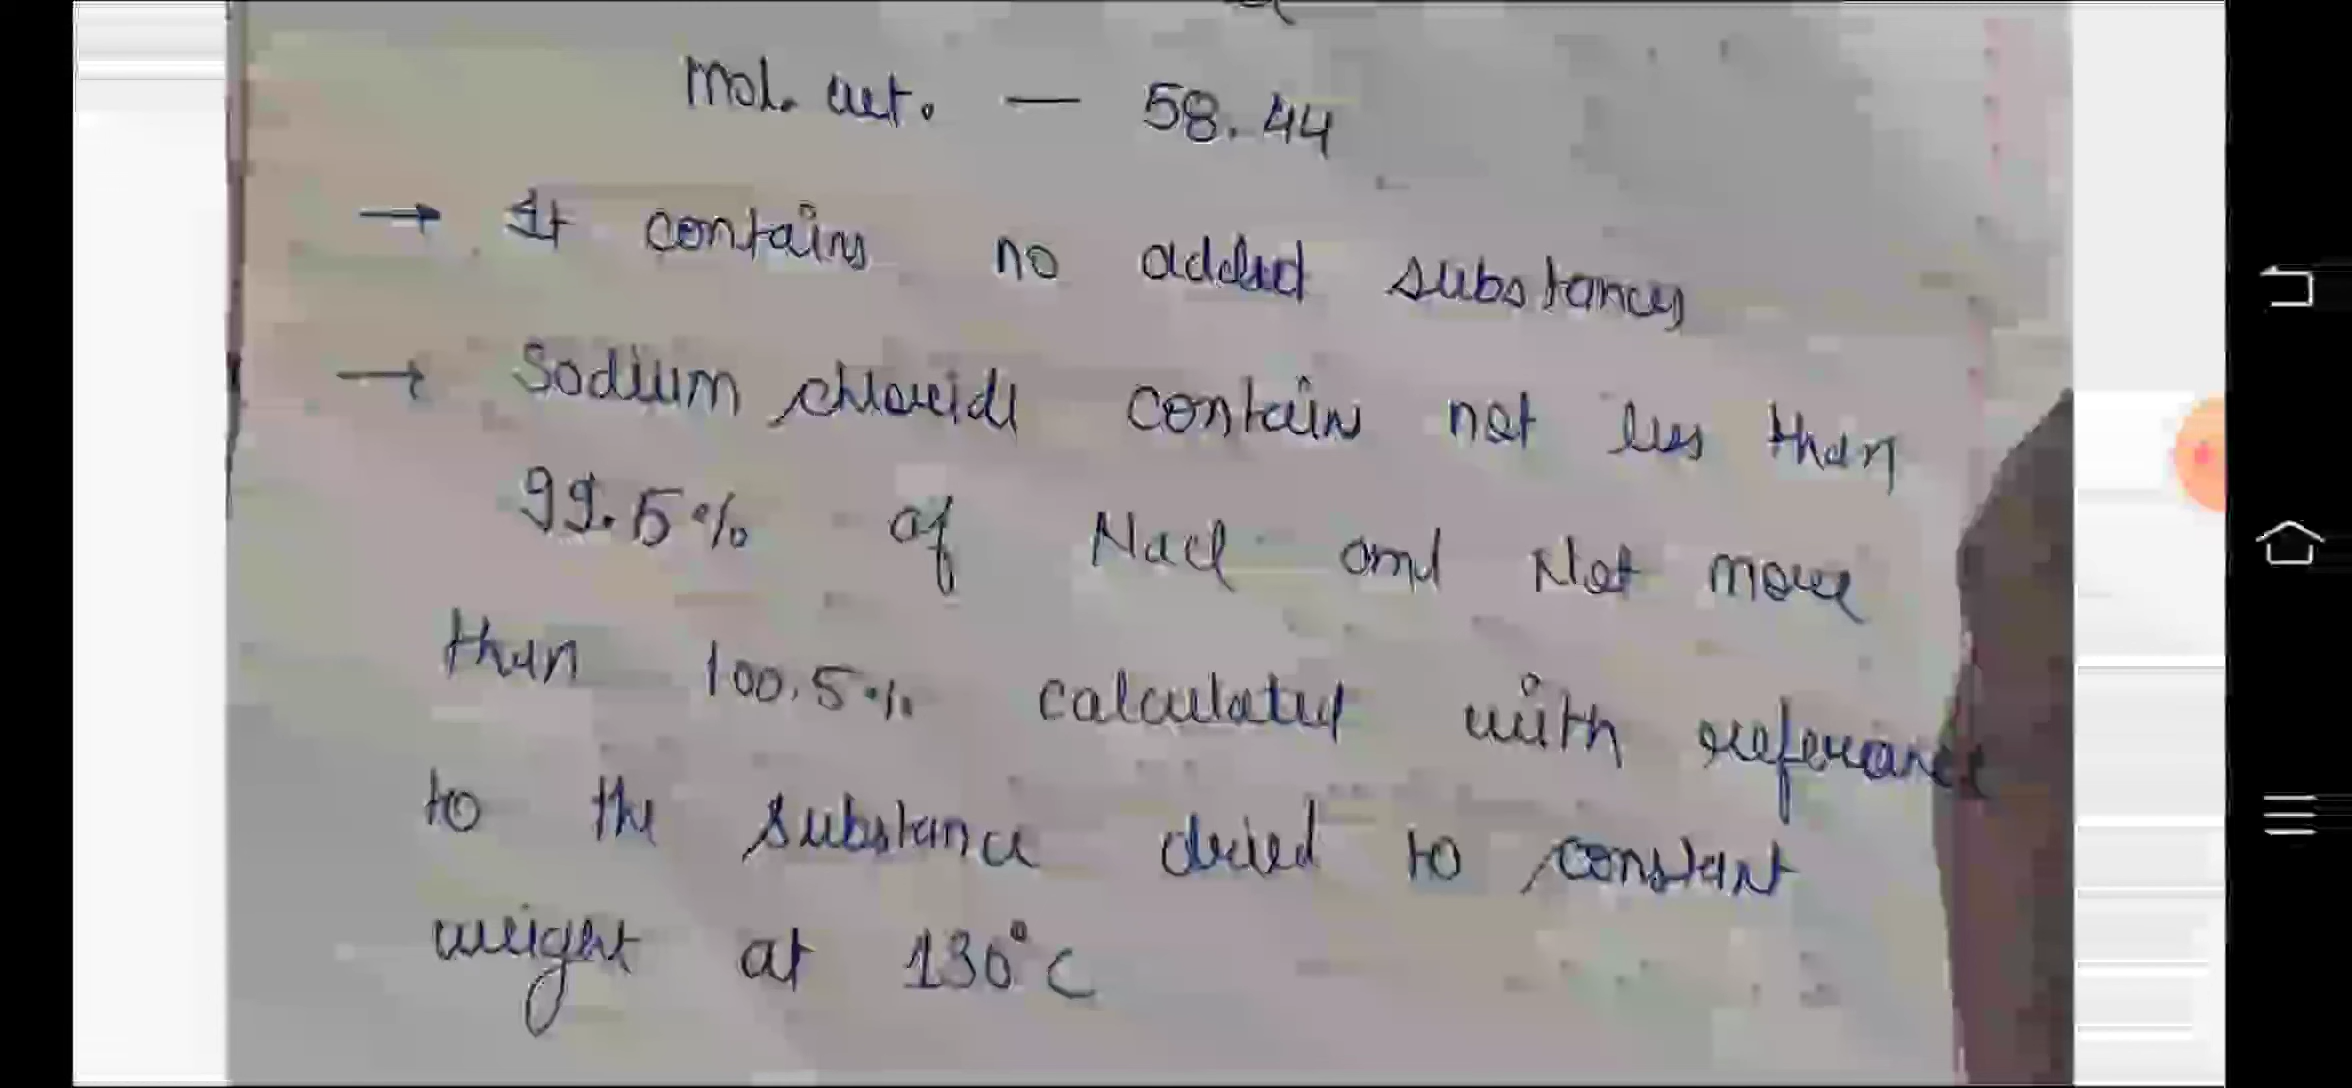 Mol. wt. — 58.44
→ It contains no added substances
→ Sodium chloride contain not less than
99.5% of Nacl and Not more
than 100.5% calculated with referance
to the substance dried to constant
weight at 130°C